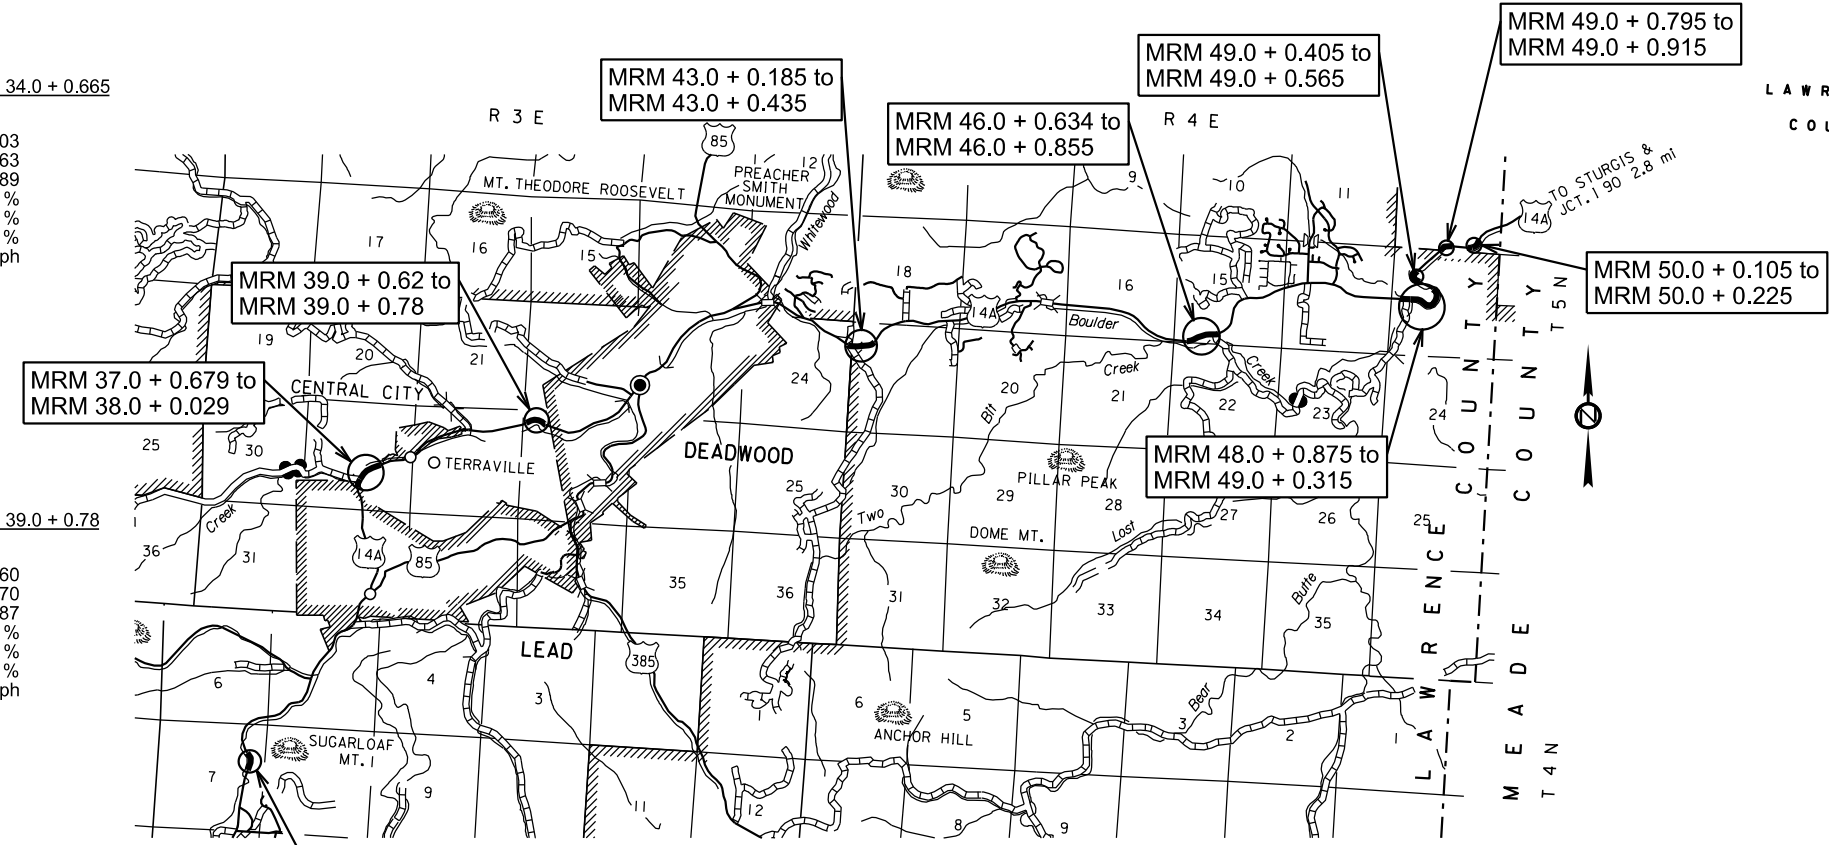 34.0 + 0.665
03
63
89
%
%
%
ph
39.0 + 0.78
60
70
87
%
%
%
ph
MRM 43.0 + 0.185 to
MRM 43.0 + 0.435
MRM 46.0 + 0.634 to
MRM 46.0 + 0.855
MRM 49.0 + 0.405 to
MRM 49.0 + 0.565
MRM 49.0 + 0.795 to
MRM 49.0 + 0.915
MRM 50.0 + 0.105 to
MRM 50.0 + 0.225
MRM 39.0 + 0.62 to
MRM 39.0 + 0.78
MRM 37.0 + 0.679 to
MRM 38.0 + 0.029
MRM 48.0 + 0.875 to
MRM 49.0 + 0.315
LAWR
COU
R 3 E
R 4 E
85
MT. THEODORE ROOSEVELT
PREACHER
SMITH
MONUMENT
1
12
Whitewood
TO STURGIS &
JCT. I 90 2.8 mi
14A
17
16
15
18
16
9
10
11
15
14A
Boulder
Creek
Creek
19
20
21
24
20
21
22
23
24
CENTRAL CITY
TERRAVILLE
DEADWOOD
25
30
Bit
Two
PILLAR PEAK
25
30
29
28
27
26
25
DOME MT.
Lost
Creek
36
31
14A
85
35
36
31
32
33
34
35
Butte
LEAD
385
6
4
3
1
6
5
3
2
1
Bear
ANCHOR HILL
SUGARLOAF
MT. I
7
9
11
12
8
9
LAWRENCE COUNTY
MEADE COUNTY
T 5 N
T 4 N